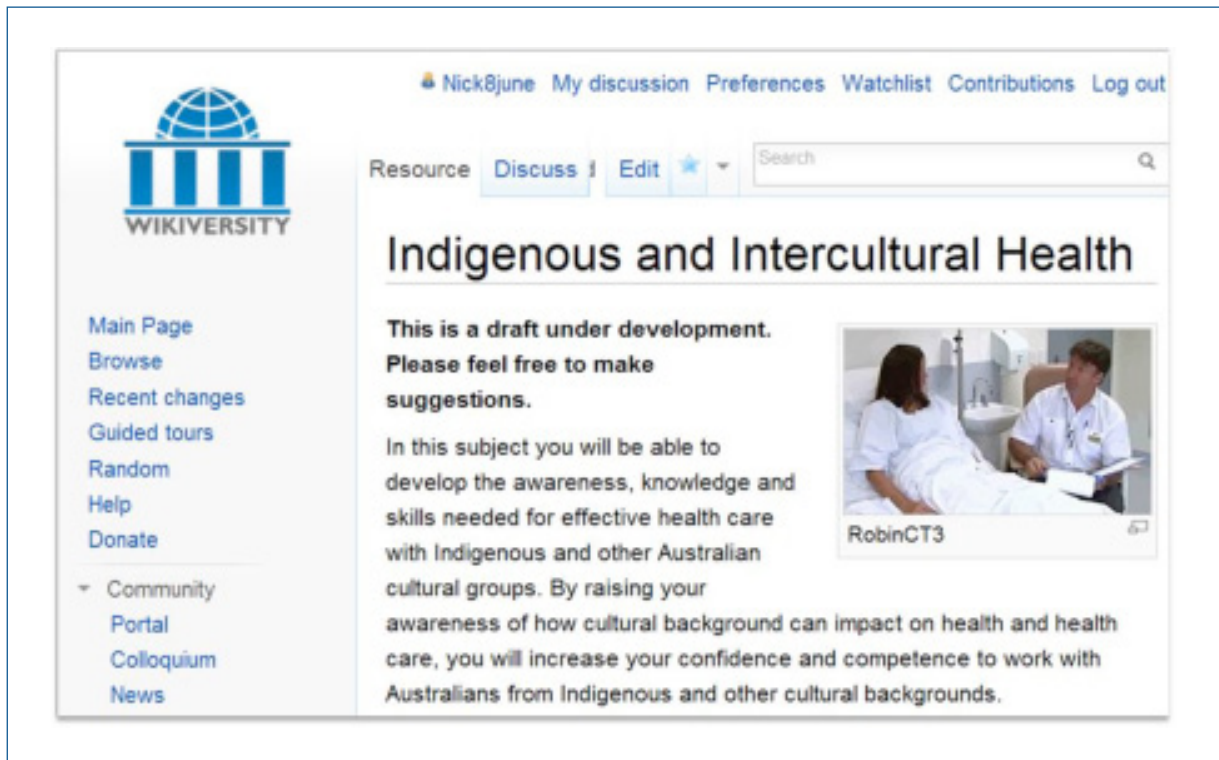 Nick8june My discussion Preferences Watchlist Contributions Log out
WIKIVERSITY
Resource Discuss Edit Search
Indigenous and Intercultural Health
Main Page
Browse
Recent changes
Guided tours
Random
Help
Donate
Community
Portal
Colloquium
News
This is a draft under development.
Please feel free to make
suggestions.
In this subject you will be able to
develop the awareness, knowledge and
skills needed for effective health care
with Indigenous and other Australian
cultural groups. By raising your
awareness of how cultural background can impact on health and health
care, you will increase your confidence and competence to work with
Australians from Indigenous and other cultural backgrounds.
RobinCT3